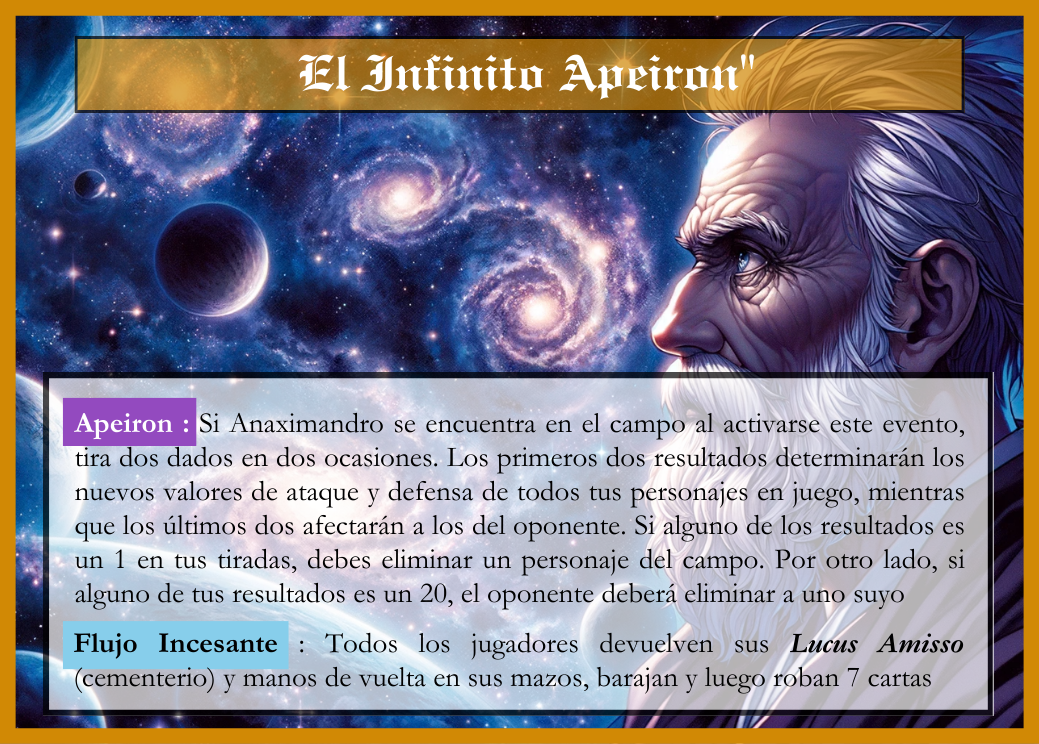 El Infinito Apeiron"
Apeiron : Si Anaximandro se encuentra en el campo al activarse este evento,
tira dos dados en dos ocasiones. Los primeros dos resultados determinarán los
nuevos valores de ataque y defensa de todos tus personajes en juego, mientras
que los últimos dos afectarán a los del oponente. Si alguno de los resultados es
un 1 en tus tiradas, debes eliminar un personaje del campo. Por otro lado, si
alguno de tus resultados es un 20, el oponente deberá eliminar a uno suyo
Flujo Incesante : Todos los jugadores devuelven sus Lucus Amisso
(cementerio) y manos de vuelta en sus mazos, barajan y luego roban 7 cartas